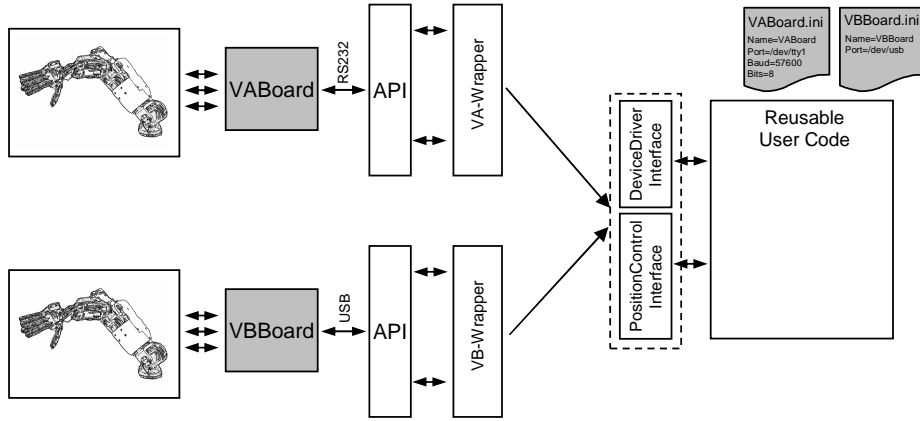 VABoard.ini
Name=VABoard
Port=/dev/tty1
Baud=57600
Bits=8
VBBoard.ini
Name=VBBoard
Port=/dev/usb
VABoard
RS232
API
VA-Wrapper
DeviceDriver
Interface
Reusable
User Code
PositionControl
Interface
VBBoard
USB
API
VB-Wrapper